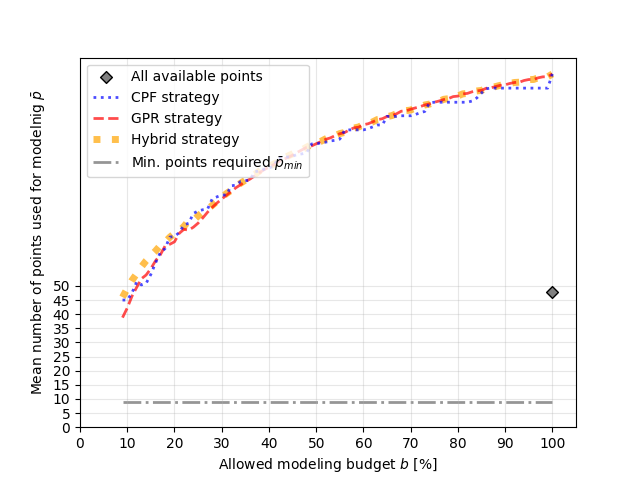 All available points
CPF strategy
GPR strategy
Hybrid strategy
Min. points required p̄min
Mean number of points used for modelnig p̄
50
45
40
35
30
25
20
15
10
5
0
0 10 20 30 40 50 60 70 80 90 100
Allowed modeling budget b [%]